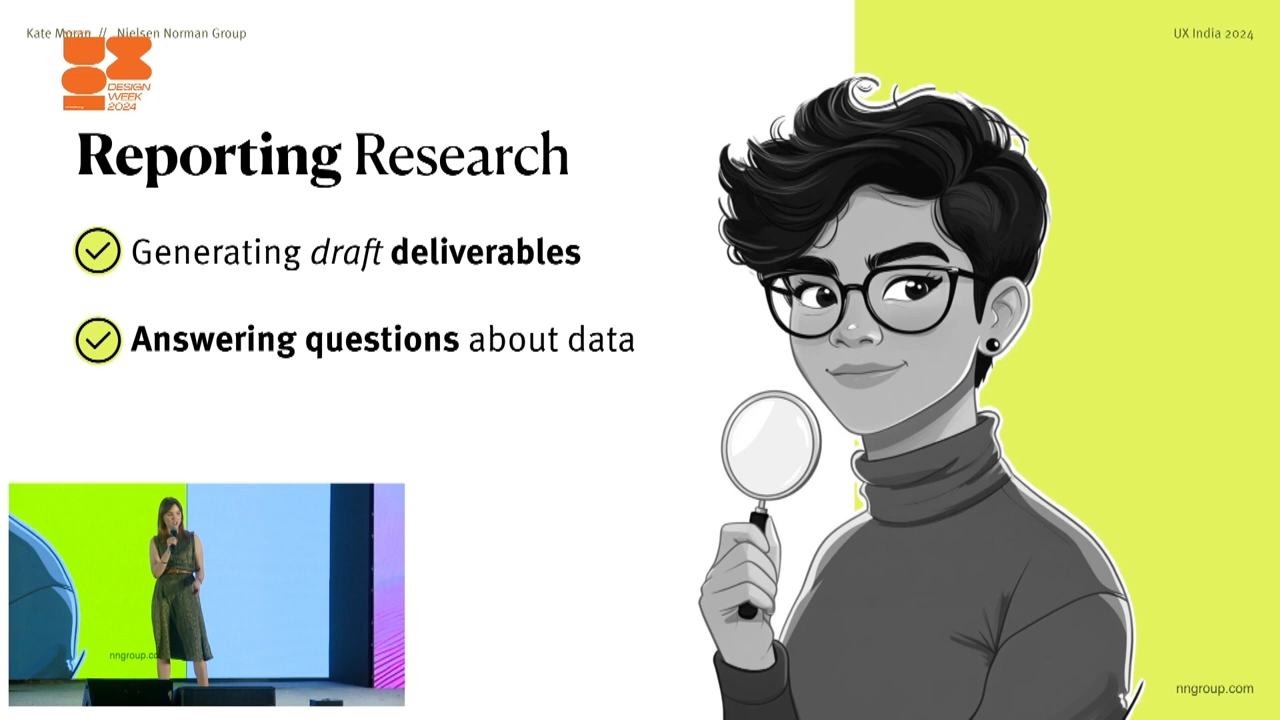 Kate Moran // Nielsen Norman Group
UX India 2024
DESIGN
WEEK
2024
Reporting Research
Generating draft deliverables
Answering questions about data
nngroup.co
nngroup.com